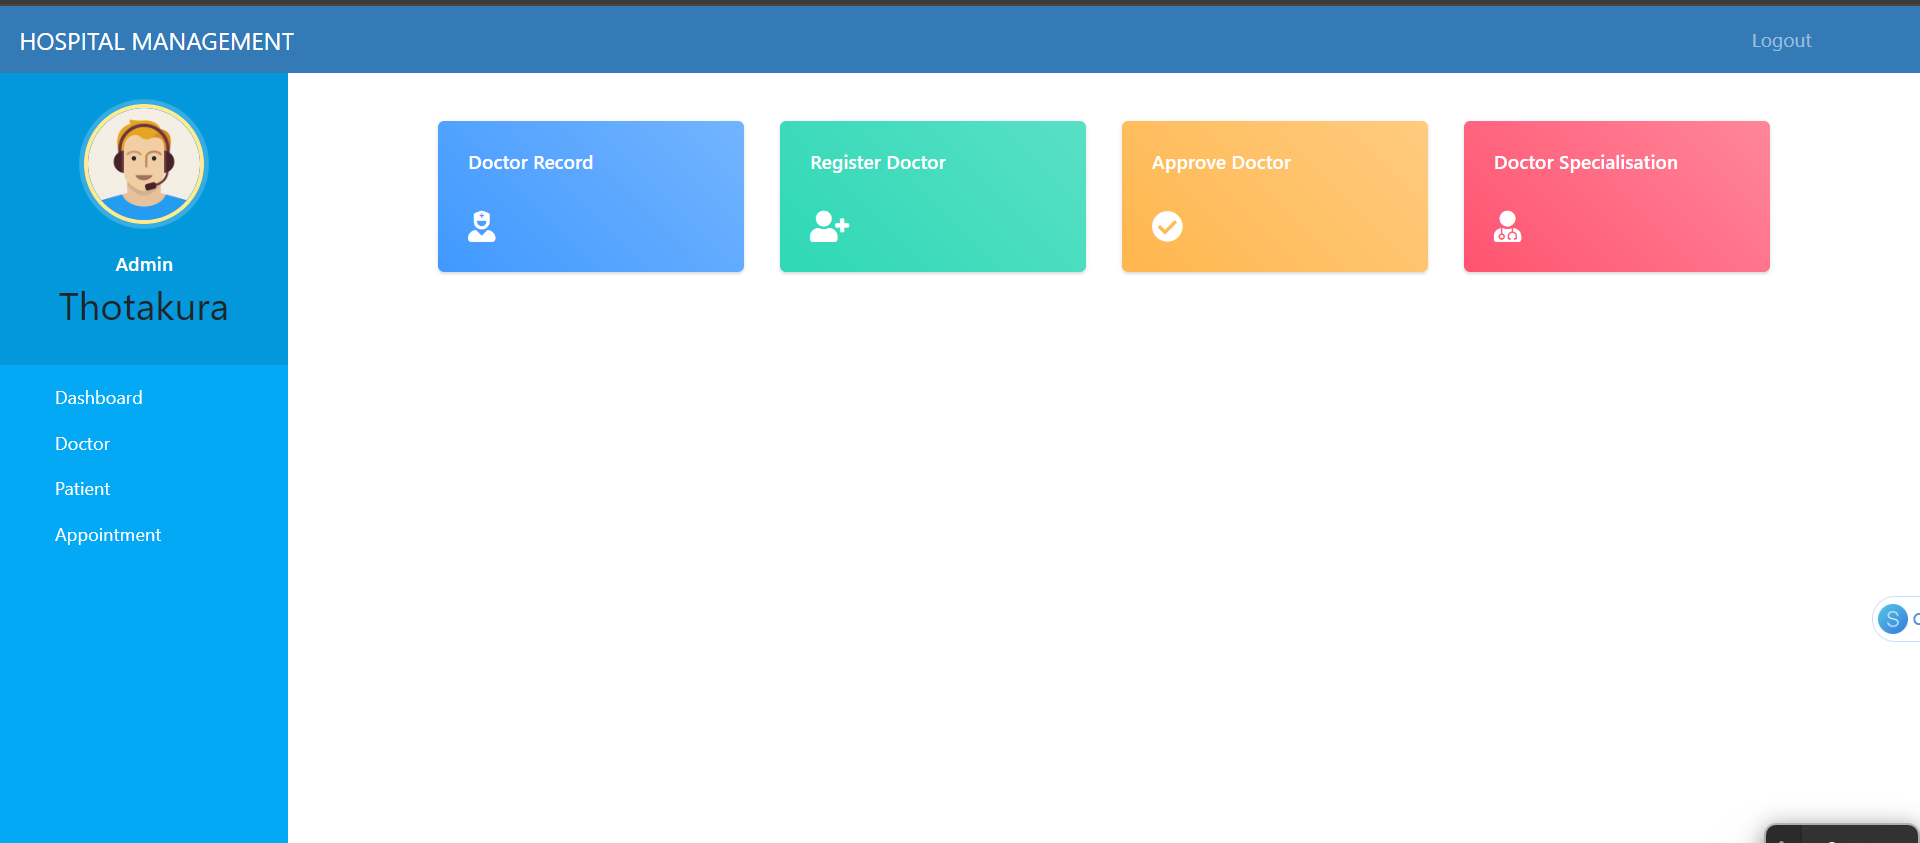 HOSPITAL MANAGEMENT
Logout
Admin
Thotakura
Dashboard
Doctor
Patient
Appointment
Doctor Record
Register Doctor
Approve Doctor
Doctor Specialisation
S